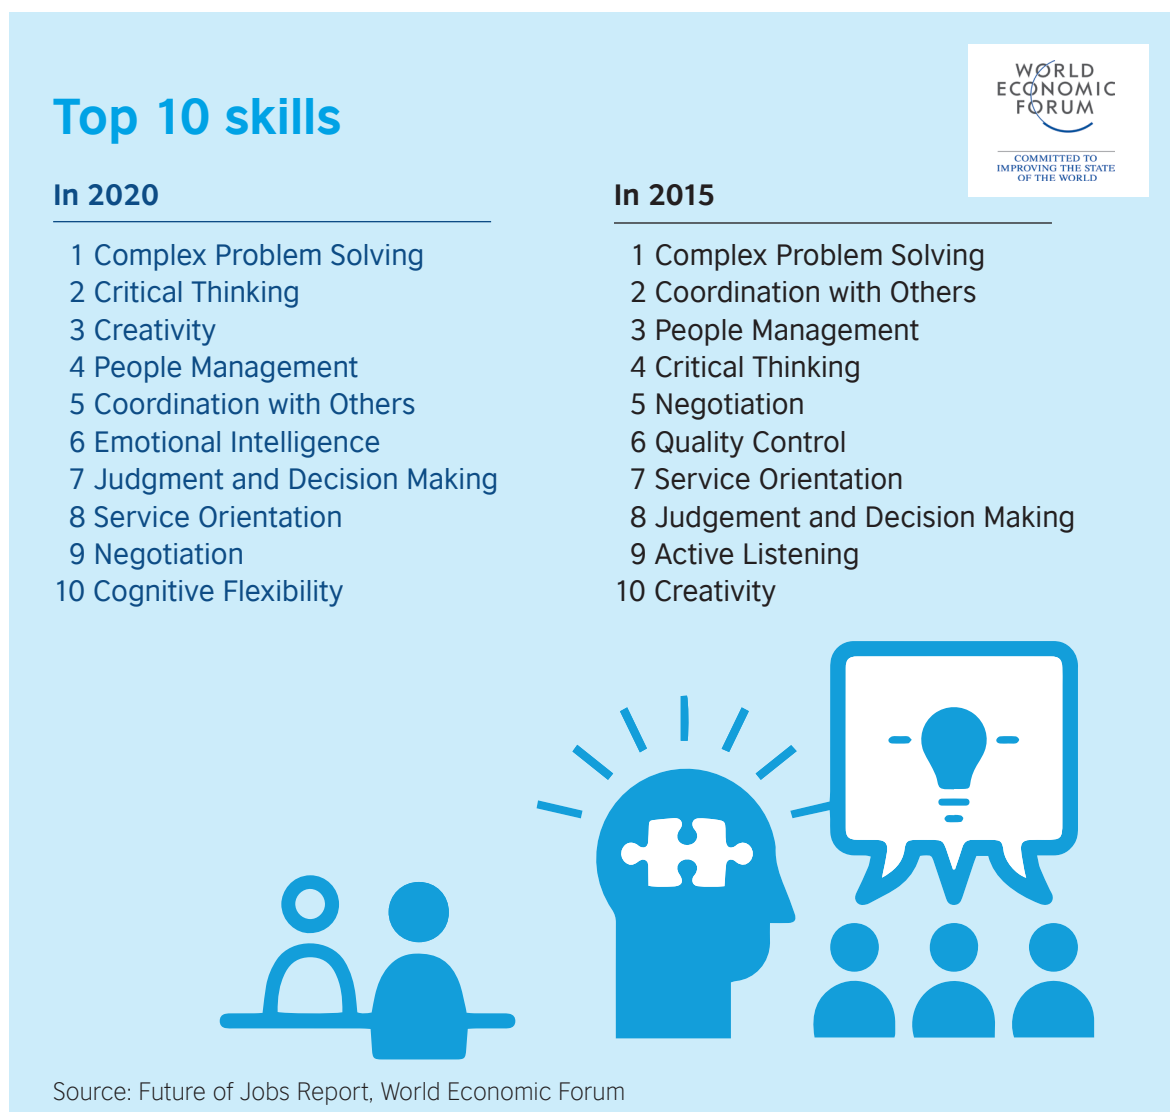 WORLD
ECONOMIC
FORUM
COMMITTED TO
IMPROVING THE STATE
OF THE WORLD
Top 10 skills
In 2020
1 Complex Problem Solving
2 Critical Thinking
3 Creativity
4 People Management
5 Coordination with Others
6 Emotional Intelligence
7 Judgment and Decision Making
8 Service Orientation
9 Negotiation
10 Cognitive Flexibility
In 2015
1 Complex Problem Solving
2 Coordination with Others
3 People Management
4 Critical Thinking
5 Negotiation
6 Quality Control
7 Service Orientation
8 Judgement and Decision Making
9 Active Listening
10 Creativity
Source: Future of Jobs Report, World Economic Forum